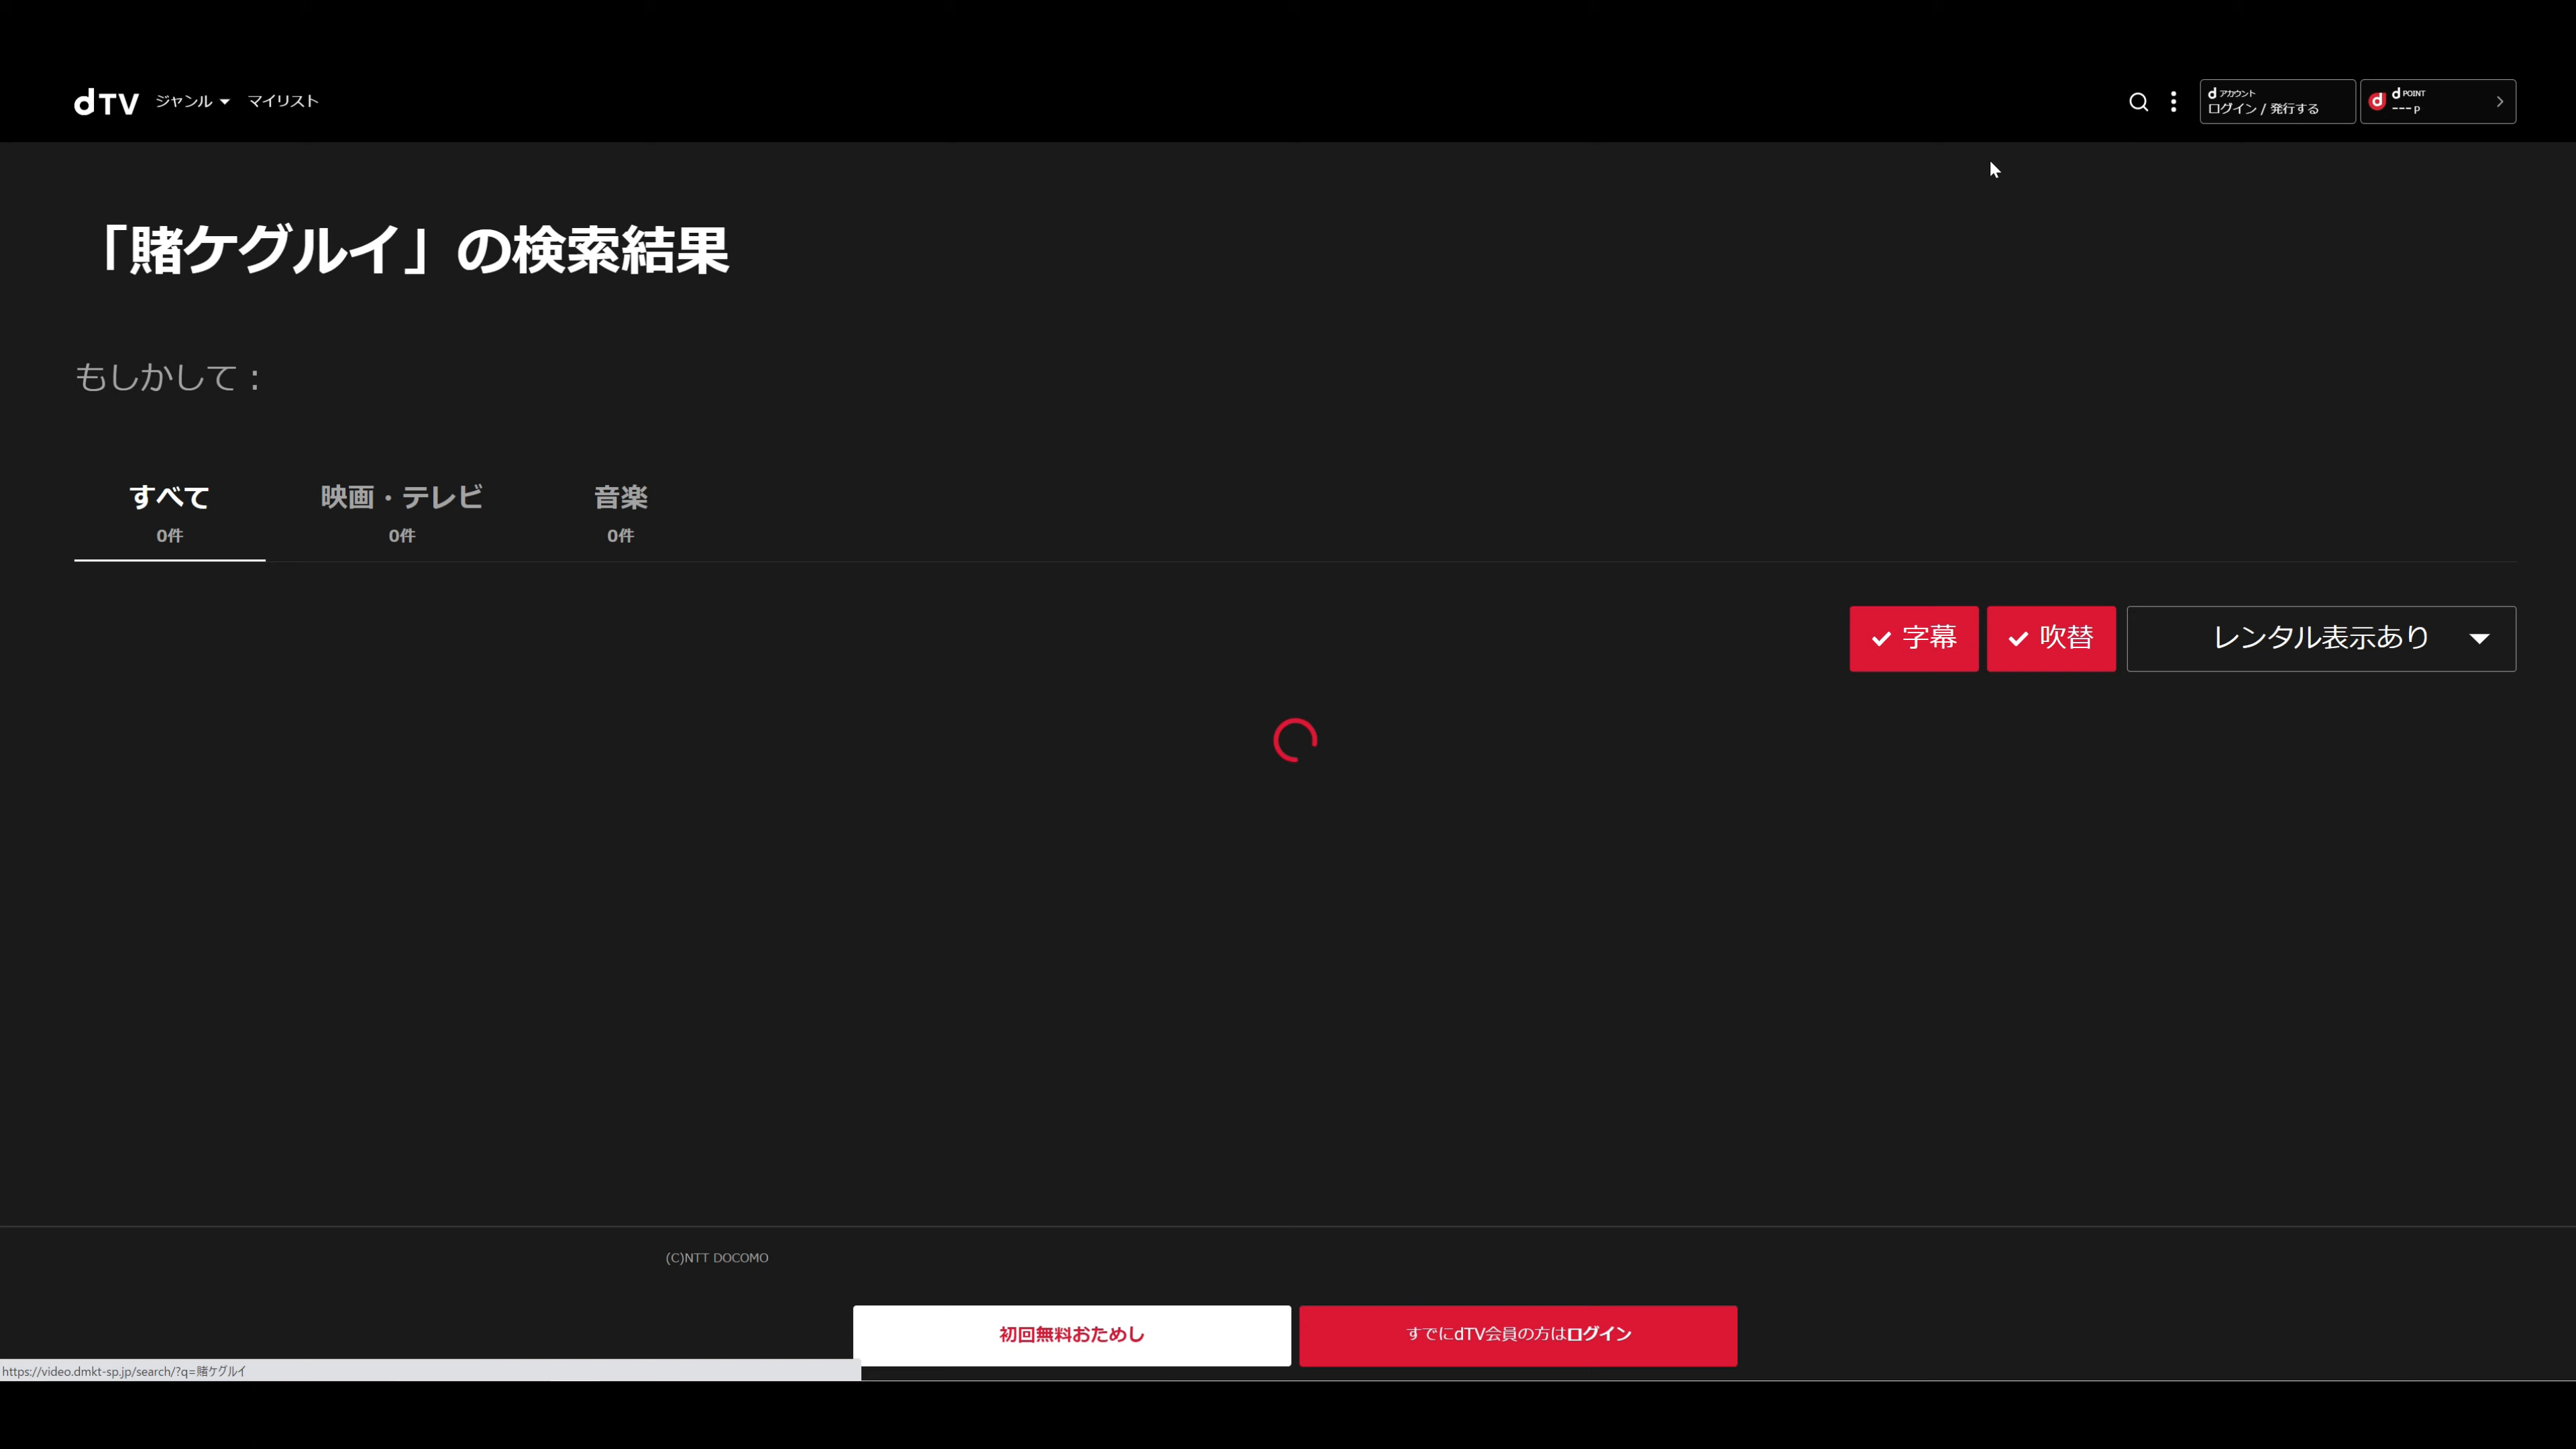 dTV ジャンル マイリスト
dアカウント
ログイン / 発行する
d POINT
--- P
「賭ケグルイ」の検索結果
もしかして：
すべて 映画・テレビ 音楽
0件 0件 0件
字幕 吹替 レンタル表示あり
(C)NTT DOCOMO
初回無料おためし すでにdTV会員の方はログイン
https://video.dmkt-sp.jp/search/?q=賭ケグルイ